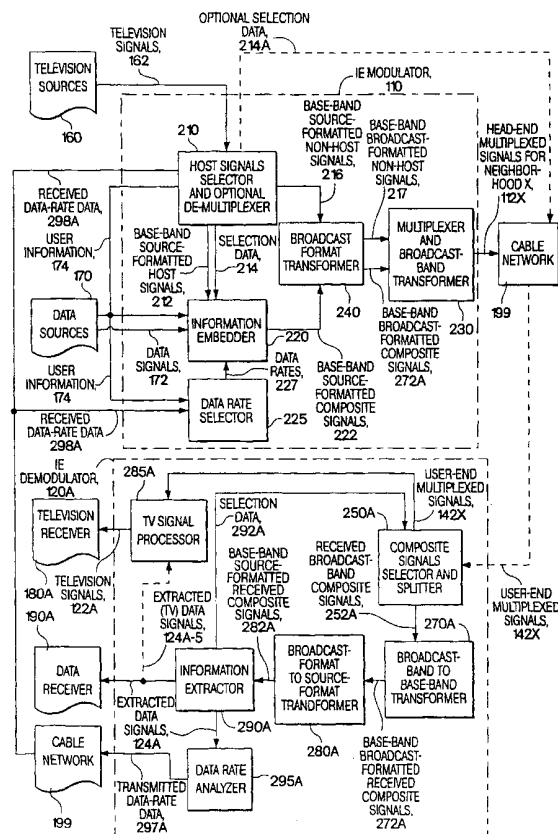 OPTIONAL SELECTION
DATA,
214A
TELEVISION
SIGNALS,
162
TELEVISION
SOURCES
160
IE MODULATOR,
110
210
HOST SIGNALS
SELECTOR
AND OPTIONAL
DE-MULTIPLEXER
BASE-BAND
SOURCE-
FORMATTED
NON-HOST
SIGNALS,
216
BASE-BAND
BROADCAST-
FORMATTED
NON-HOST
SIGNALS,
217
HEAD-END
MULTIPLEXED
SIGNALS FOR
NEIGHBOR-
HOOD X,
112X
RECEIVED
DATA-RATE
DATA,
298A
USER
INFORMATION,
174
BASE-BAND
SOURCE-
FORMATTED
HOST
SIGNALS,
212
SELECTION
DATA,
214
BROADCAST
FORMAT
TRANSFORMER
240
MULTIPLEXER
AND BROADCAST-
BAND
TRANSFORMER
230
CABLE
NETWORK
199
170
DATA
SOURCES
INFORMATION
EMBEDDER
220
DATA
SIGNALS,
172
DATA
RATES,
227
BASE-BAND
SOURCE-
FORMATTED
COMPOSITE
SIGNALS,
222
BASE-BAND
BROADCAST-
FORMATTED
COMPOSITE
SIGNALS,
272A
USER
INFORMATION,
174
DATA RATE
SELECTOR
225
RECEIVED
DATA-RATE DATA
298A
IE DEMODULATOR,
120A
285A
TV SIGNAL
PROCESSOR
TELEVISION
RECEIVER
180A
TELEVISION
SIGNALS,
122A
SELECTION
DATA,
292A
USER-END
MULTIPLEXED
SIGNALS,
142X
250A
COMPOSITE
SIGNALS
SELECTOR AND
SPLITTER
USER-END
MULTIPLEXED
SIGNALS,
142X
RECEIVED
BROADCAST-
BAND
COMPOSITE
SIGNALS,
252A
BASE-BAND
SOURCE-
FORMATTED
RECEIVED
COMPOSITE
SIGNALS,
282A
EXTRACTED
(TV) DATA
SIGNALS,
124A-5
190A
DATA
RECEIVER
INFORMATION
EXTRACTOR
290A
BROADCAST-
FORMAT
TO SOURCE-
FORMAT
TRANDFORMER
280A
270A
BROADCAST-
BAND TO
BASE-BAND
TRANSFORMER
EXTRACTED
DATA
SIGNALS,
124A
BASE-BAND
BROADCAST-
FORMATTED
RECEIVED
COMPOSITE
SIGNALS,
272A
CABLE
NETWORK
199
DATA RATE
ANALYZER
295A
TRANSMITTED
DATA-RATE
DATA,
297A